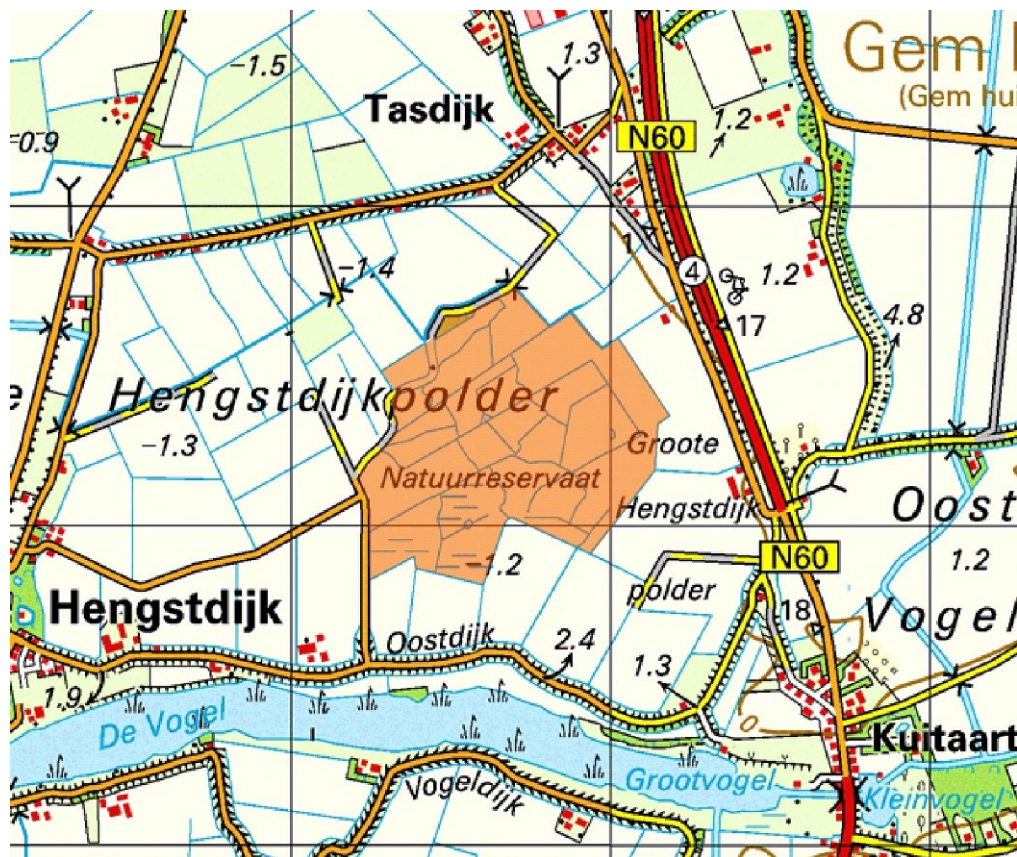 1.3
Gem
-1.5
(Gem hui
Tasdijk
N60
1.2
-0.9
1
-1.4
4
1.2
17
4.8
e
Hengstdijkpolder
-1.3
Groote
Natuurreservaat
Hengstdijk
Oost
-1.2
N60
1.2
polder
Hengstdijk
18
Vogel
Oostdijk
2.4
1.3
1.9
De Vogel
Kuitaart
Grootvogel
Vogeldijk
Kleinvogel